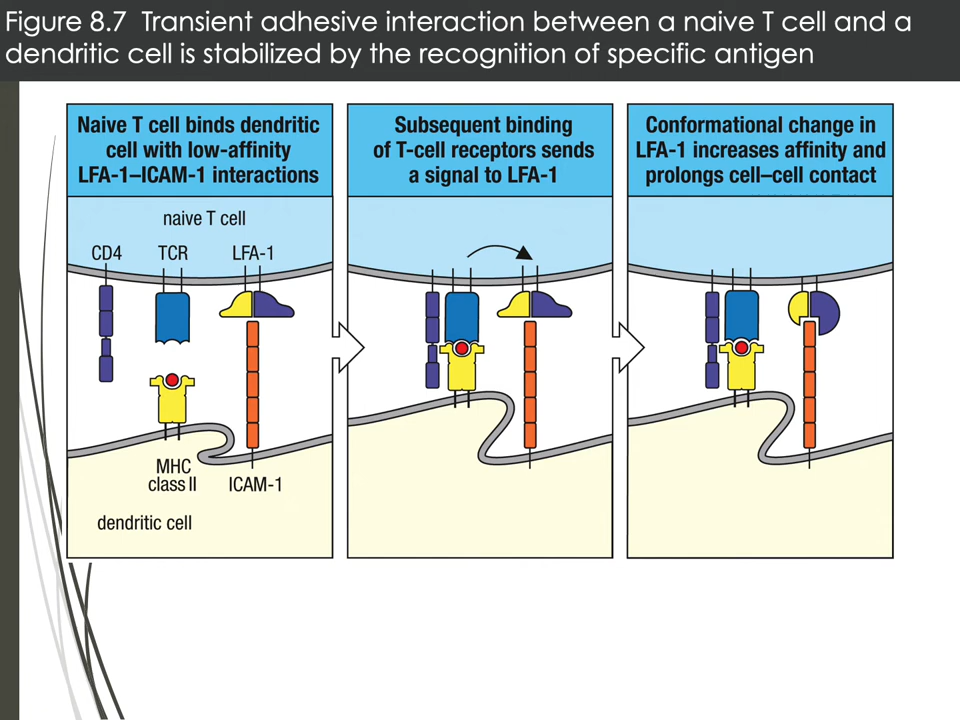 Figure 8.7  Transient adhesive interaction between a naive T cell and a
dendritic cell is stabilized by the recognition of specific antigen
Naive T cell binds dendritic
cell with low-affinity
LFA-1–ICAM-1 interactions
naive T cell
CD4
TCR
LFA-1
MHC
class II
ICAM-1
dendritic cell
Subsequent binding
of T-cell receptors sends
a signal to LFA-1
Conformational change in
LFA-1 increases affinity and
prolongs cell–cell contact